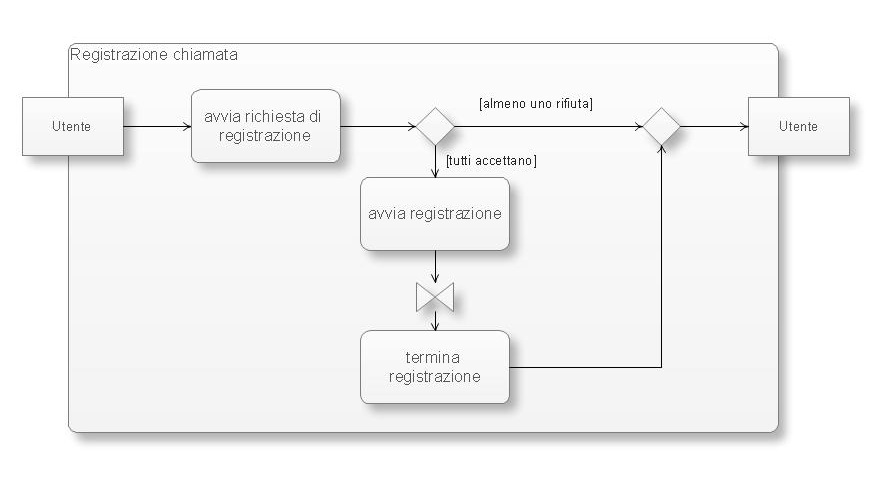 Registrazione chiamata
Utente
avvia richiesta di
registrazione
[almeno uno rifiuta]
Utente
[tutti accettano]
avvia registrazione
termina
registrazione